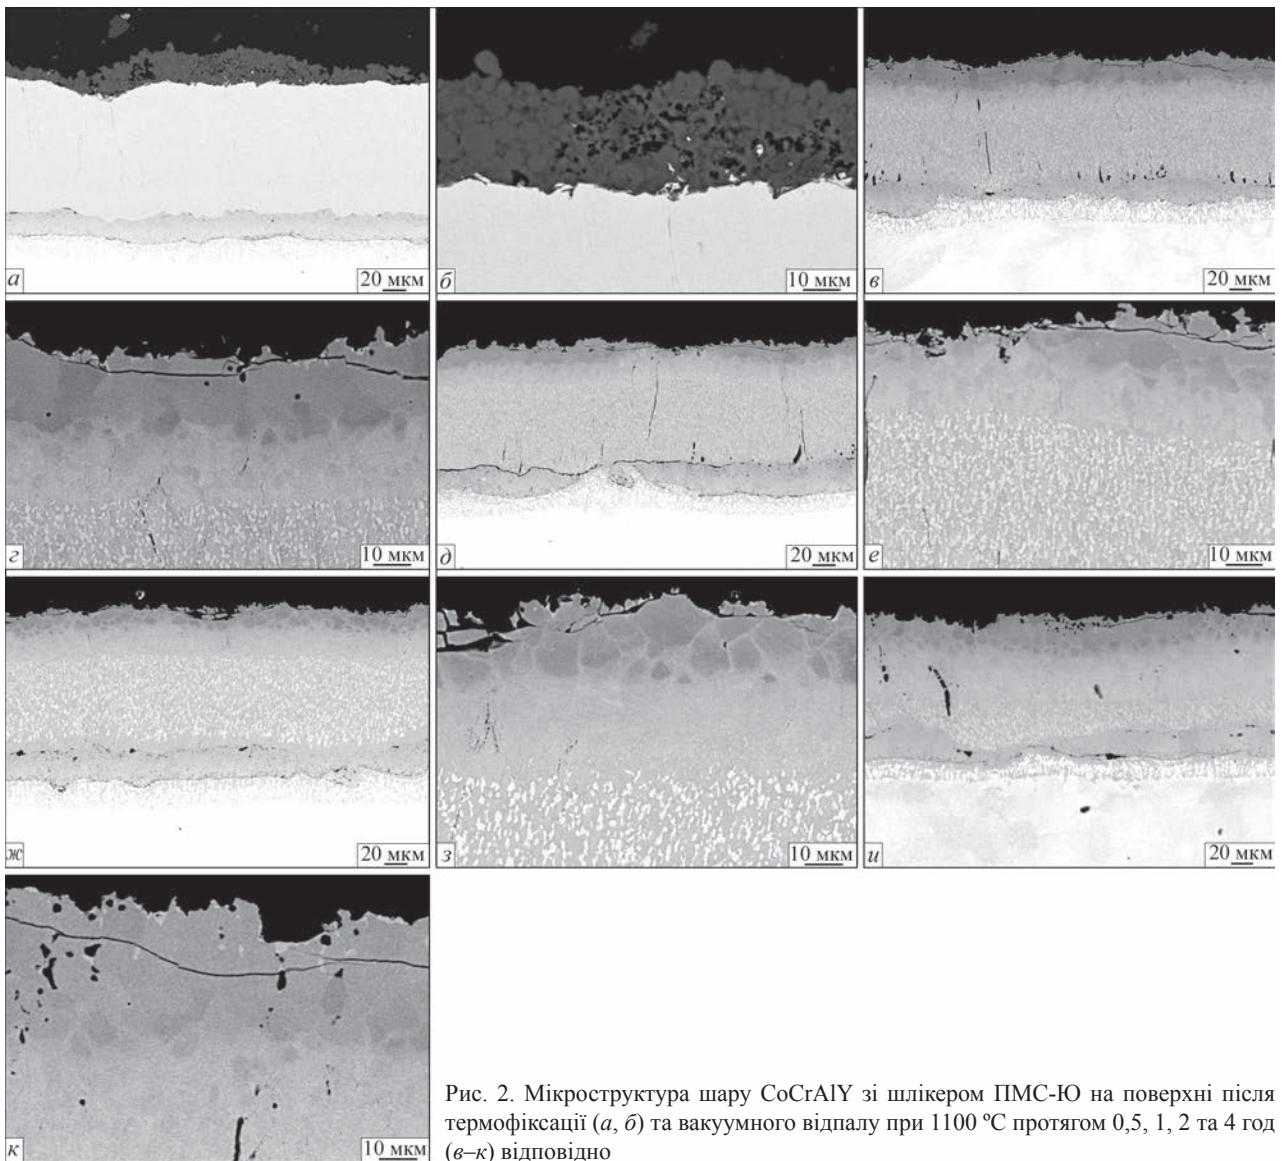 а
20 мкм
б
10 мкм
в
20 мкм
г
10 мкм
д
20 мкм
е
10 мкм
ж
20 мкм
з
10 мкм
и
20 мкм
к
10 мкм
Рис. 2. Мікроструктура шару CoCrAlY зі шлікером ПМС-Ю на поверхні після
термофіксації (а, б) та вакуумного відпалу при 1100 ºС протягом 0,5, 1, 2 та 4 год
(в–к) відповідно